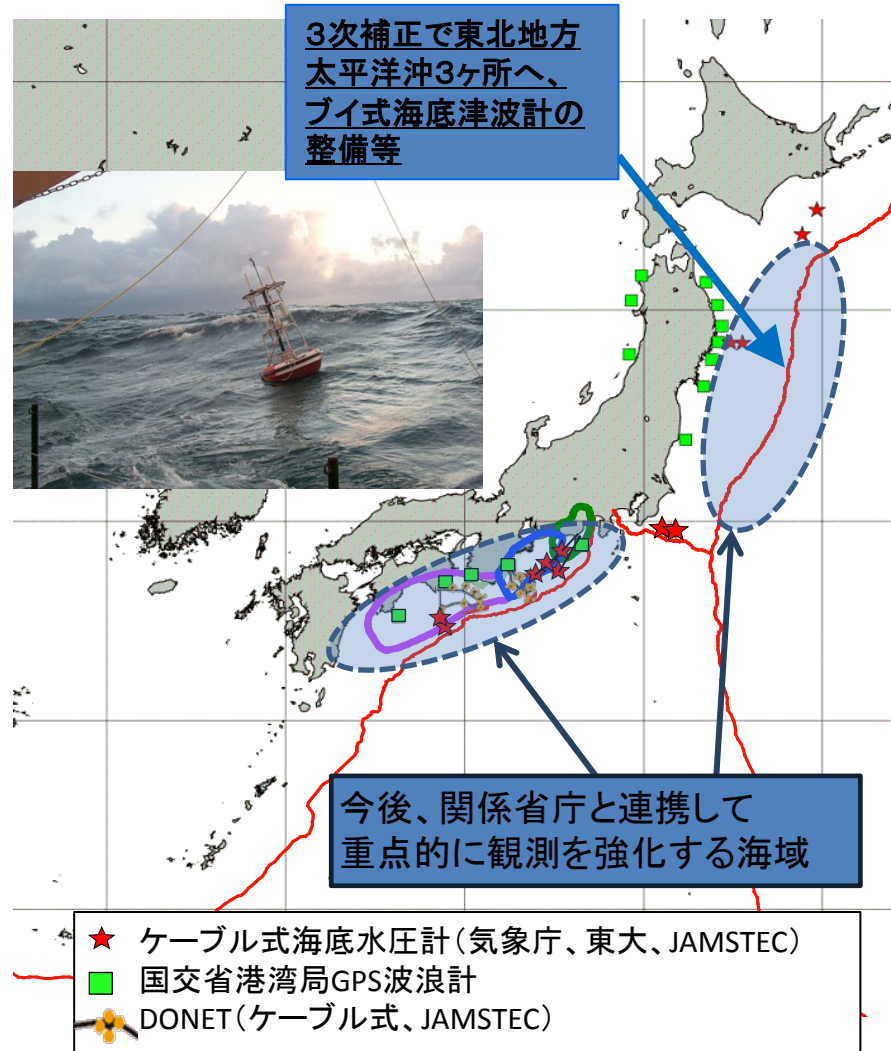 3次補正で東北地方
太平洋沖3ヶ所へ、
ブイ式海底津波計の
整備等
今後、関係省庁と連携して
重点的に観測を強化する海域
ケーブル式海底水圧計(気象庁、東大、JAMSTEC)
国交省港湾局GPS波浪計
DONET(ケーブル式、JAMSTEC)